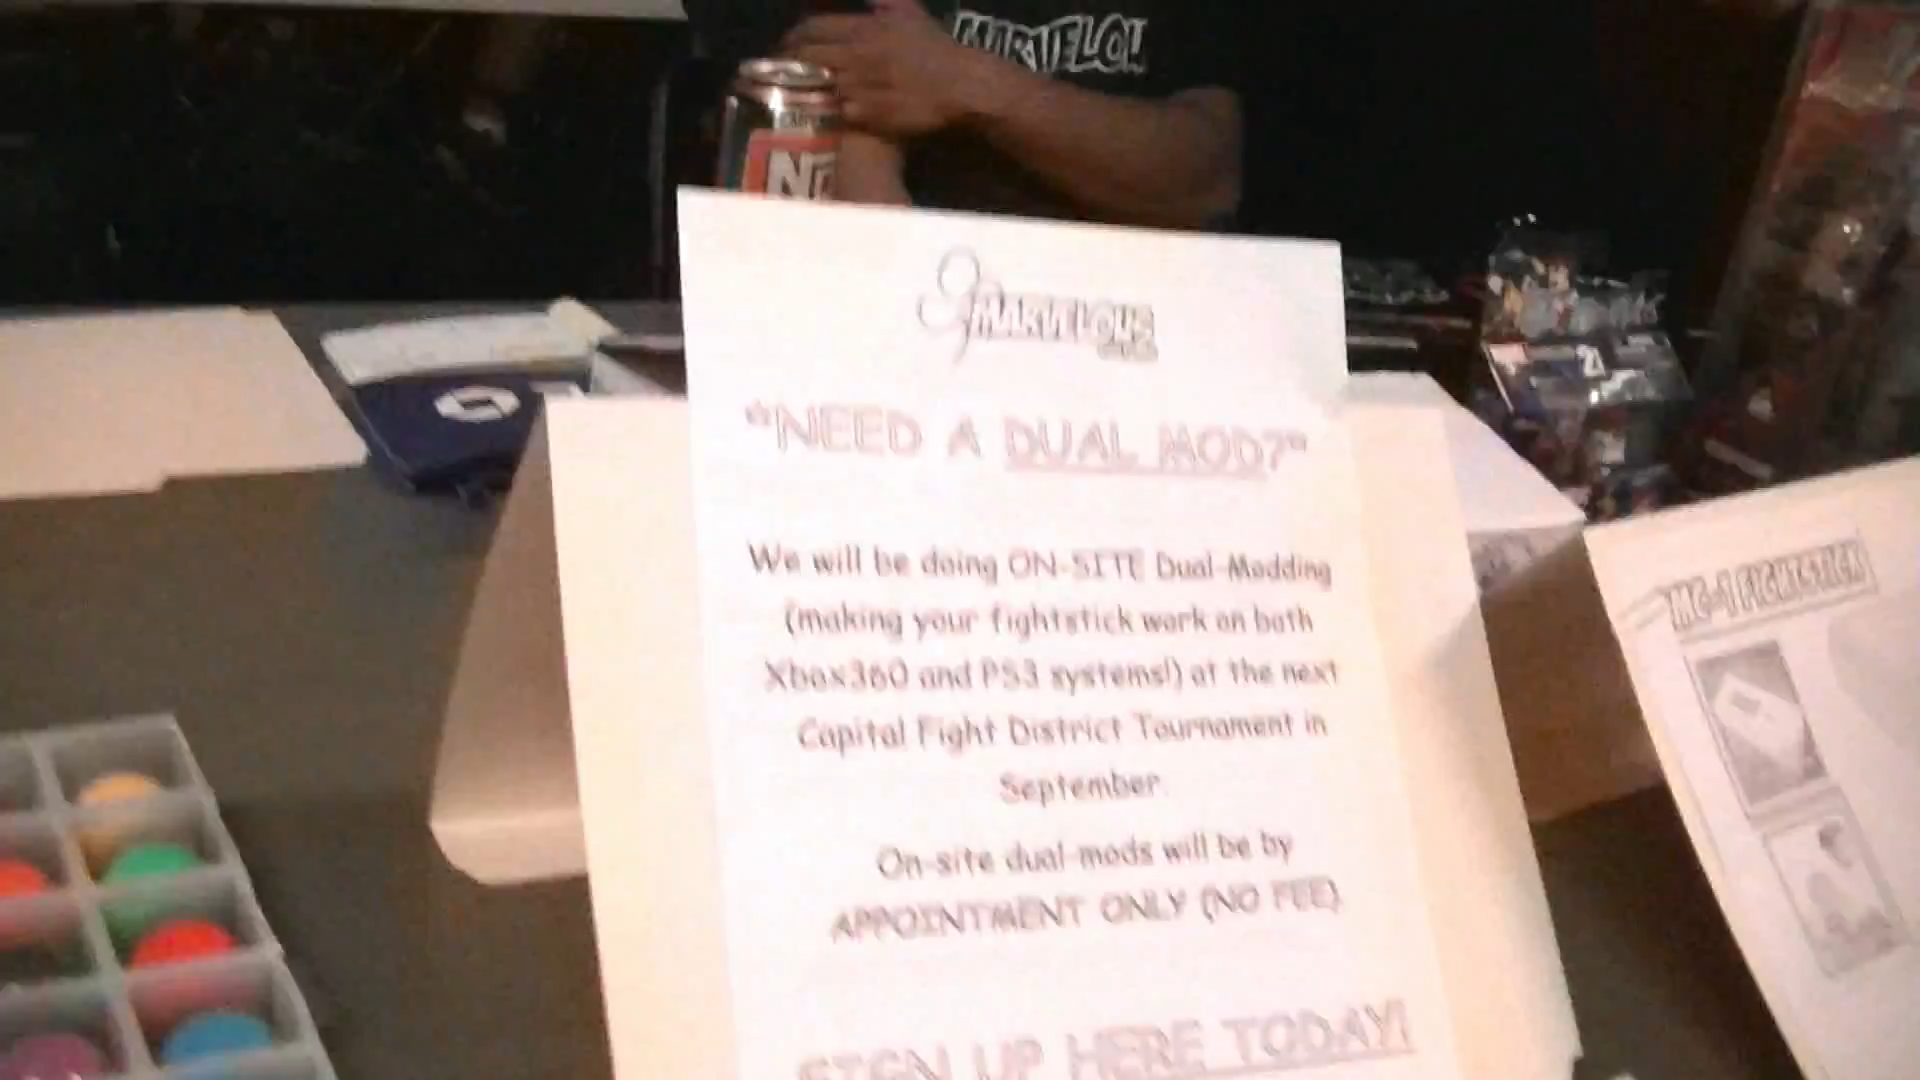 MARVELOU
MARVELOUS
"NEED A DUAL MOD?"
We will be doing ON-SITE Dual-Modding
(making your fightstick work on both
Xbox360 and PS3 systems!) at the next
Capital Fight District Tournament in
September.
On-site dual-mods will be by
APPOINTMENT ONLY (NO FEE).
SIGN UP HERE TODAY!
MC-1 FIGHTSTICK